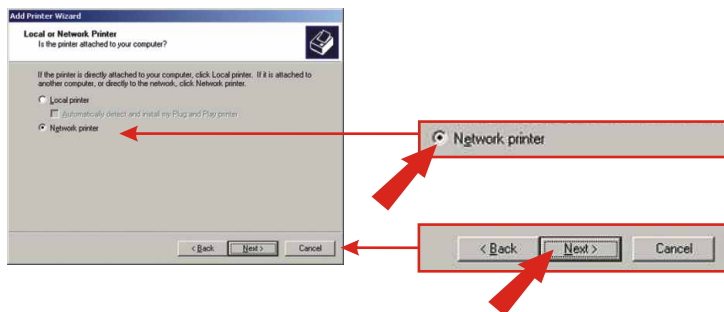 Add Printer Wizard
Local or Network Printer
Is the printer attached to your computer?
If the printer is directly attached to your computer, click Local printer. If it is attached to
another computer, or directly to the network, click Network printer.
Local printer
Automatically detect and install my Plug and Play printer
Network printer
< Back Next > Cancel
Network printer
< Back Next > Cancel